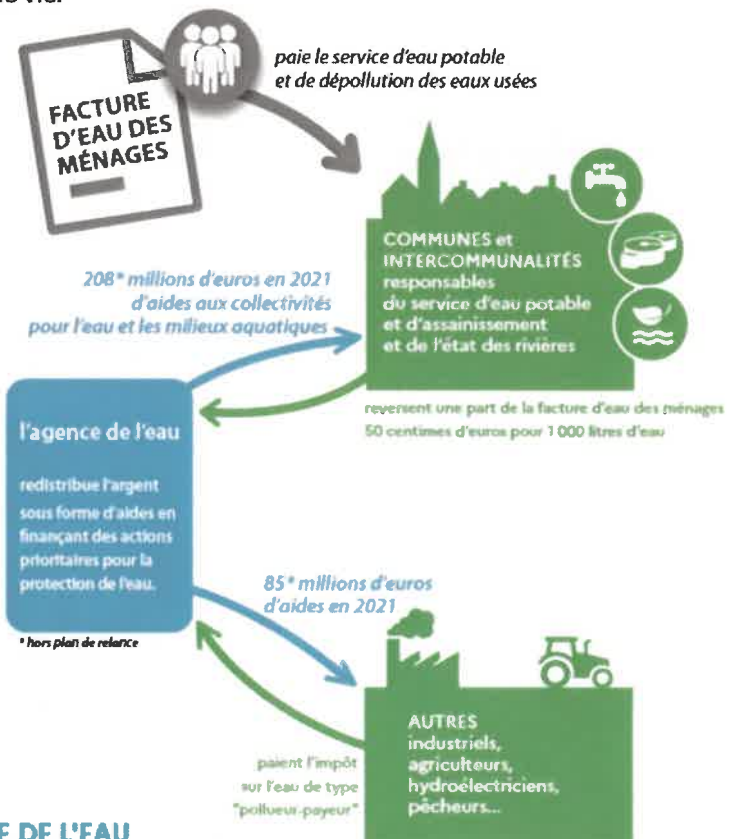 FACTURE
D'EAU DES
MÉNAGES
paie le service d'eau potable
et de dépollution des eaux usées
COMMUNES et
INTERCOMMUNALITÉS
responsables
du service d'eau potable
et d'assainissement
et de l'état des rivières
208* millions d'euros en 2021
d'aides aux collectivités
pour l'eau et les milieux aquatiques
reversent une part de la facture d'eau des ménages
50 centimes d'euros pour 1 000 litres d'eau
l'agence de l'eau
redistribue l'argent
sous forme d'aides en
finançant des actions
prioritaires pour la
protection de l'eau.
* hors plan de relance
85* millions d'euros
d'aides en 2021
paient l'impôt
sur l'eau de type
"pollueur-payeur"
AUTRES
industriels,
agriculteurs,
hydroélectriciens,
pêcheurs...
DE L'EAU